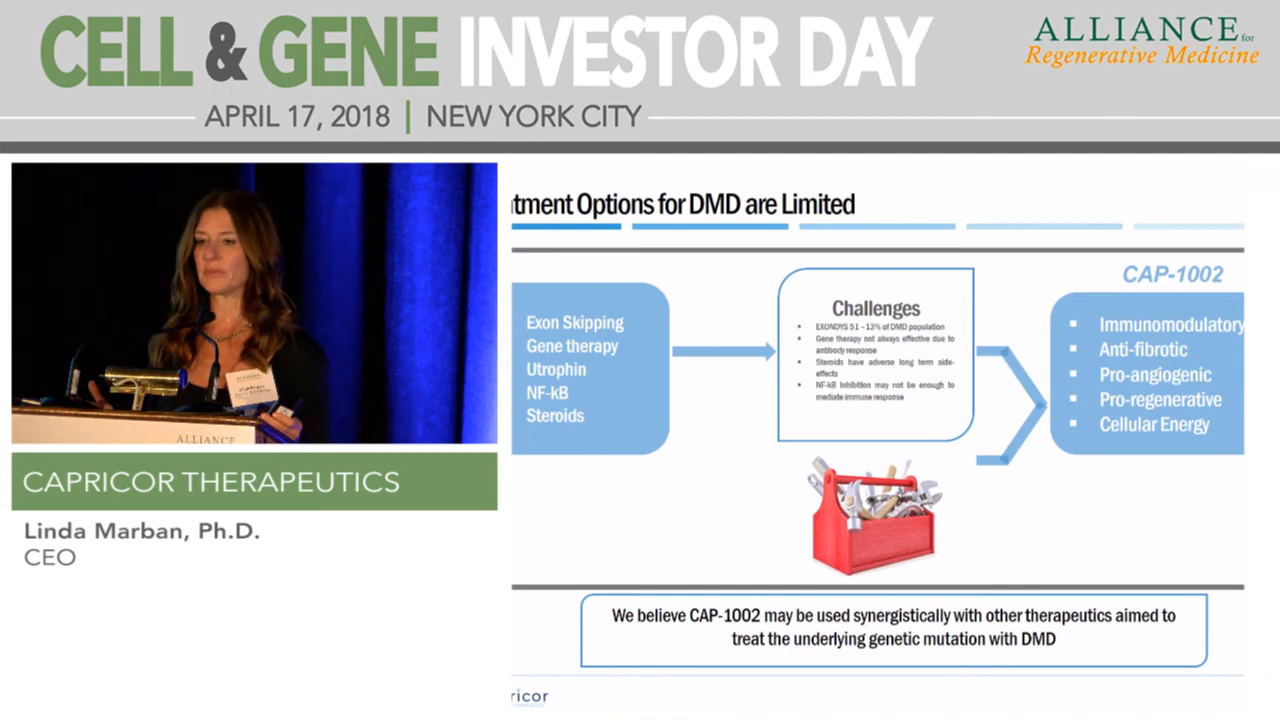 CELL & GENE INVESTOR DAY
APRIL 17, 2018 | NEW YORK CITY
ALLIANCE for
Regenerative Medicine
tment Options for DMD are Limited
Exon Skipping
Gene therapy
Utrophin
NF-kB
Steroids
Challenges
▪ EXONDYS 51 – 13% of DMD population
▪ Gene therapy not always effective due to
antibody response
▪ Steroids have adverse long term side-
effects
▪ NF-kB Inhibition may not be enough to
mediate immune response
CAP-1002
▪ Immunomodulatory
▪ Anti-fibrotic
▪ Pro-angiogenic
▪ Pro-regenerative
▪ Cellular Energy
ALLIANCE
CAPRICOR THERAPEUTICS
Linda Marban, Ph.D.
CEO
We believe CAP-1002 may be used synergistically with other therapeutics aimed to
treat the underlying genetic mutation with DMD
ricor